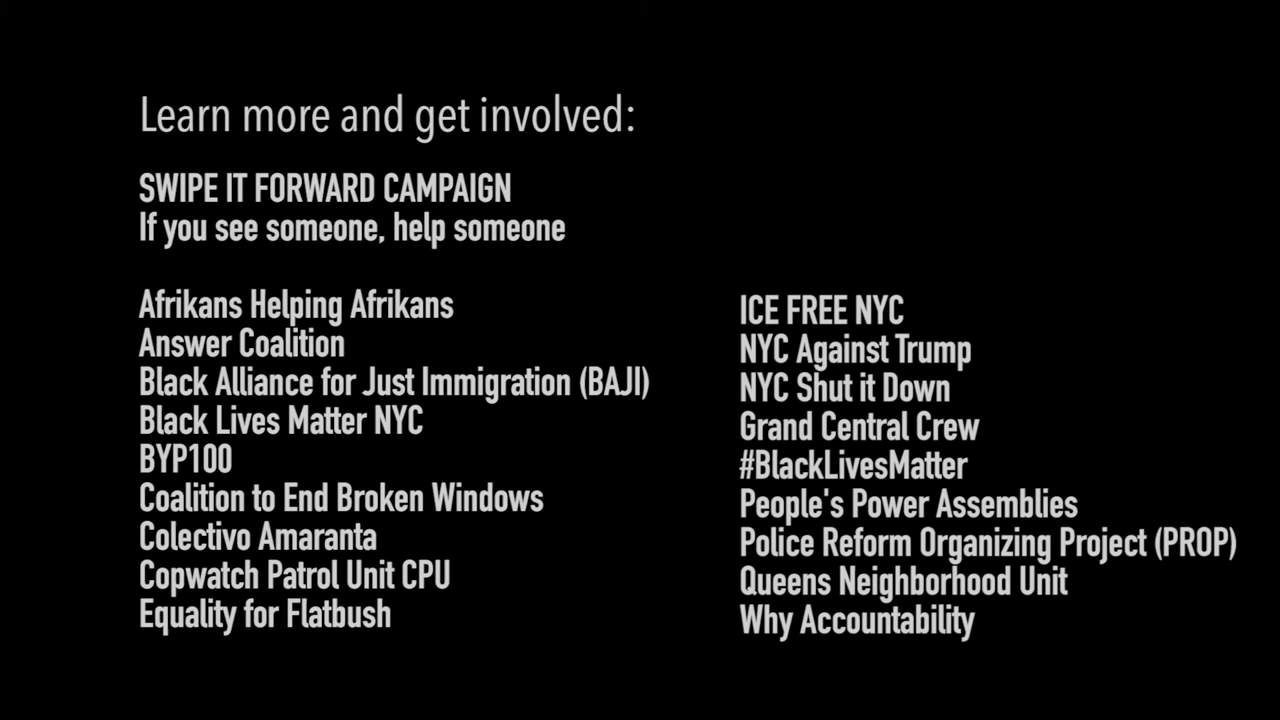 Learn more and get involved:
SWIPE IT FORWARD CAMPAIGN
If you see someone, help someone
Afrikans Helping Afrikans
Answer Coalition
Black Alliance for Just Immigration (BAJI)
Black Lives Matter NYC
BYP100
Coalition to End Broken Windows
Colectivo Amaranta
Copwatch Patrol Unit CPU
Equality for Flatbush
ICE FREE NYC
NYC Against Trump
NYC Shut it Down
Grand Central Crew
#BlackLivesMatter
People's Power Assemblies
Police Reform Organizing Project (PROP)
Queens Neighborhood Unit
Why Accountability